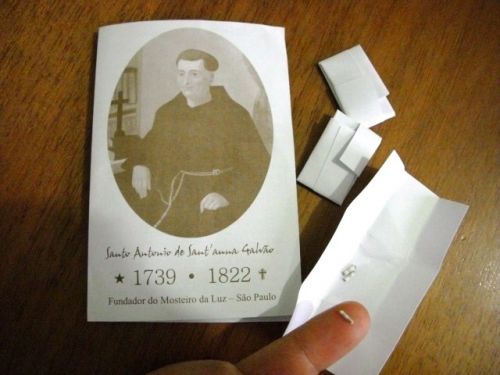 Santo Antonio de Sant'anna Galvão
★ 1739 • 1822 ✝
Fundador do Mosteiro da Luz – São Paulo